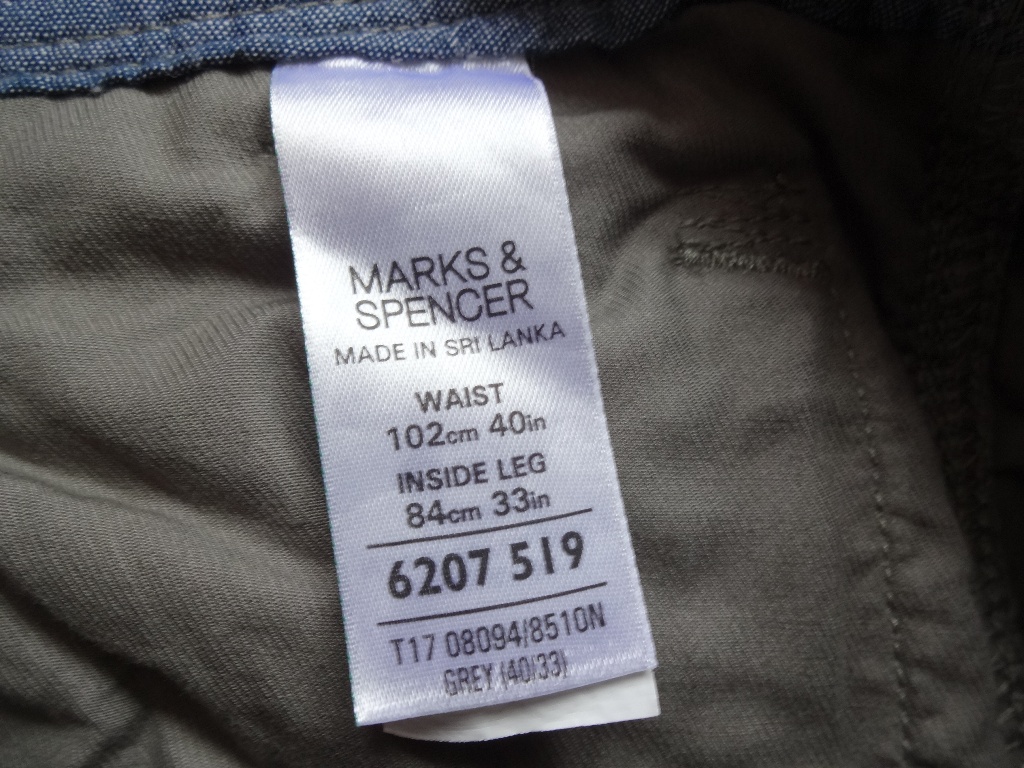 MARKS &
SPENCER
MADE IN SRI LANKA
WAIST
102cm 40in
INSIDE LEG
84cm 33in
6207 519
T17 08094/8510N
GREY (40/33)